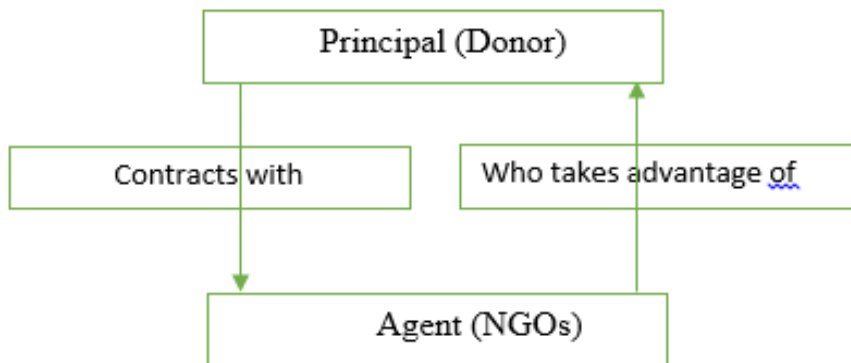 Principal (Donor)
Contracts with
Who takes advantage of
Agent (NGOs)